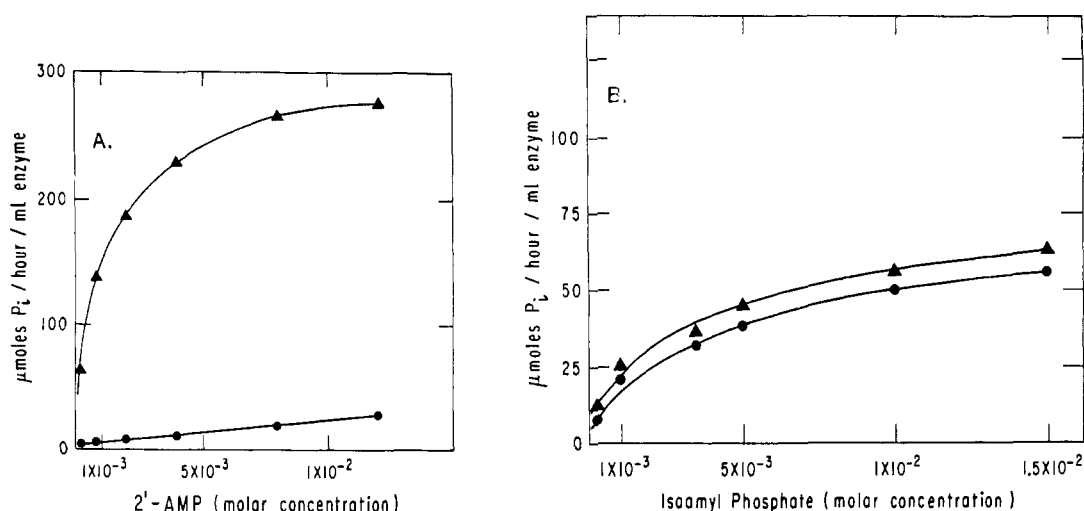 300
A.
200
100
0
μmoles Pi / hour / ml enzyme
1X10⁻³
5X10⁻³
1X10⁻²
2'-AMP (molar concentration)
B.
100
75
50
25
0
μmoles Pi / hour / ml enzyme
1X10⁻³
5X10⁻³
1X10⁻²
1.5X10⁻²
Isoamyl Phosphate (molar concentration)